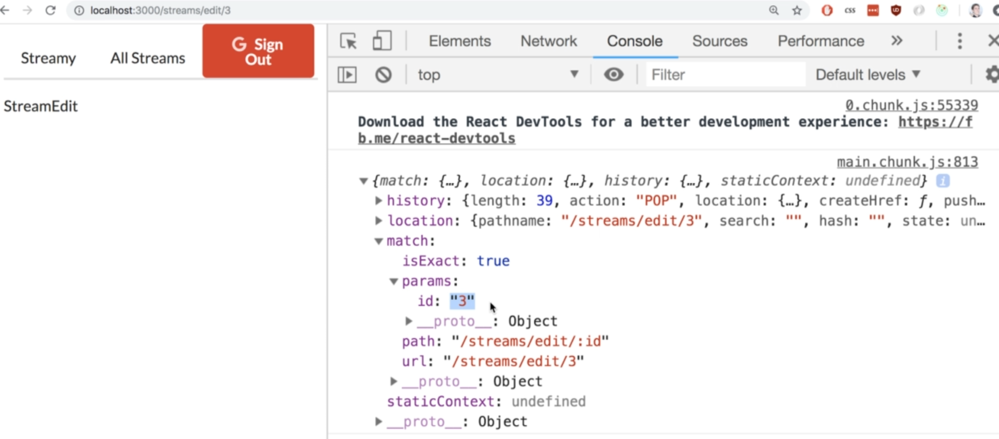 localhost:3000/streams/edit/3
css
UD
Streamy
All Streams
G Sign
Out
StreamEdit
Elements
Network
Console
Sources
Performance
top
Filter
Default levels
0.chunk.js:55339
Download the React DevTools for a better development experience: https://f
b.me/react-devtools
main.chunk.js:813
{match: {…}, location: {…}, history: {…}, staticContext: undefined} i
history: {length: 39, action: "POP", location: {…}, createHref: ƒ, push…
location: {pathname: "/streams/edit/3", search: "", hash: "", state: un…
match:
isExact: true
params:
id: "3"
__proto__: Object
path: "/streams/edit/:id"
url: "/streams/edit/3"
__proto__: Object
staticContext: undefined
__proto__: Object